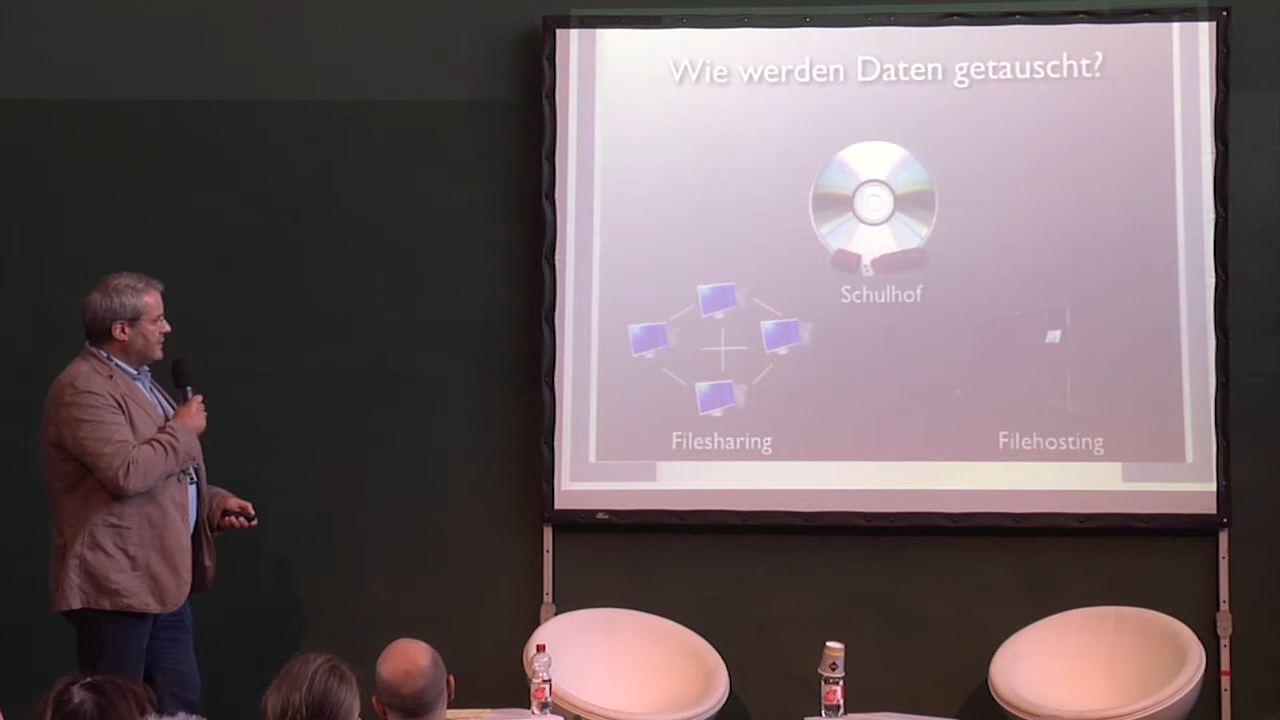 Wie werden Daten getauscht?
Schulhof
Filesharing
Filehosting